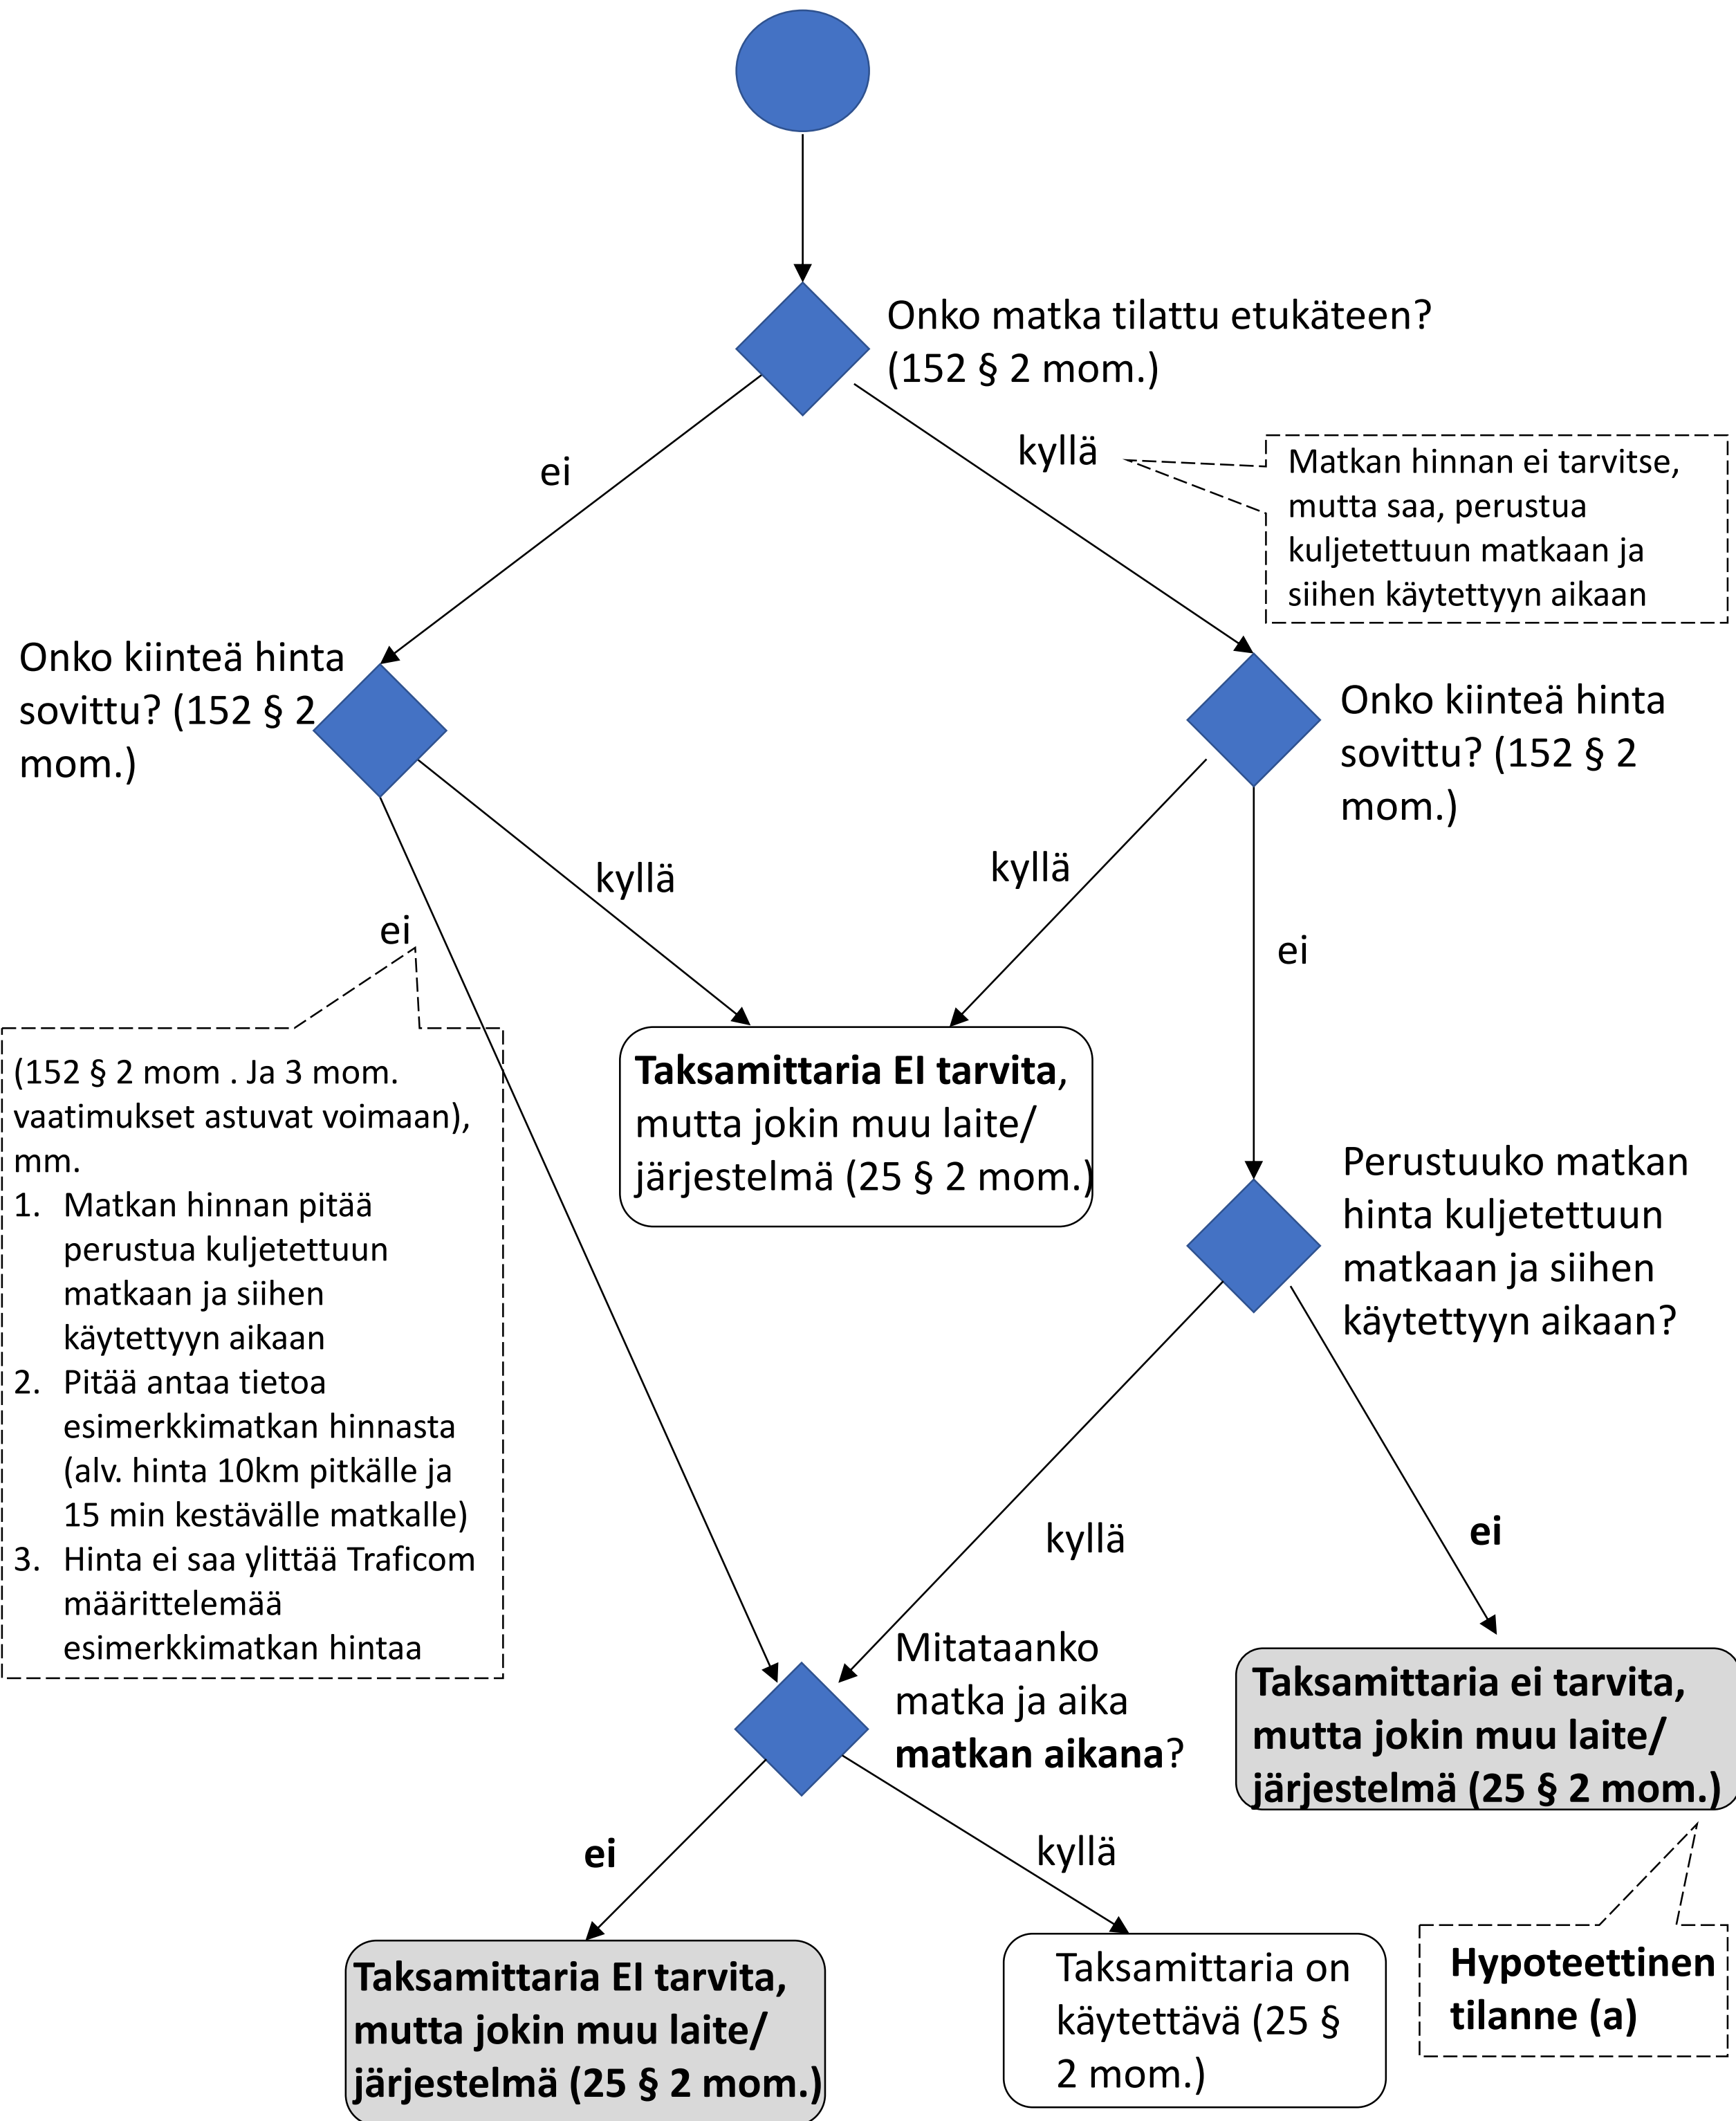 Onko matka tilattu etukäteen?
(152 § 2 mom.)
ei
kyllä
Matkan hinnan ei tarvitse,
mutta saa, perustua
kuljetettuun matkaan ja
siihen käytettyyn aikaan
Onko kiinteä hinta
sovittu? (152 § 2
mom.)
Onko kiinteä hinta
sovittu? (152 § 2
mom.)
kyllä
kyllä
ei
ei
(152 § 2 mom . Ja 3 mom.
vaatimukset astuvat voimaan),
mm.
1. Matkan hinnan pitää
perustua kuljetettuun
matkaan ja siihen
käytettyyn aikaan
2. Pitää antaa tietoa
esimerkkimatkan hinnasta
(alv. hinta 10km pitkälle ja
15 min kestävälle matkalle)
3. Hinta ei saa ylittää Traficom
määrittelemää
esimerkkimatkan hintaa
Taksamittaria EI tarvita,
mutta jokin muu laite/
järjestelmä (25 § 2 mom.)
Perustuuko matkan
hinta kuljetettuun
matkaan ja siihen
käytettyyn aikaan?
kyllä
ei
Mitataanko
matka ja aika
matkan aikana?
Taksamittaria ei tarvita,
mutta jokin muu laite/
järjestelmä (25 § 2 mom.)
ei
kyllä
Taksamittaria EI tarvita,
mutta jokin muu laite/
järjestelmä (25 § 2 mom.)
Taksamittaria on
käytettävä (25 §
2 mom.)
Hypoteettinen
tilanne (a)